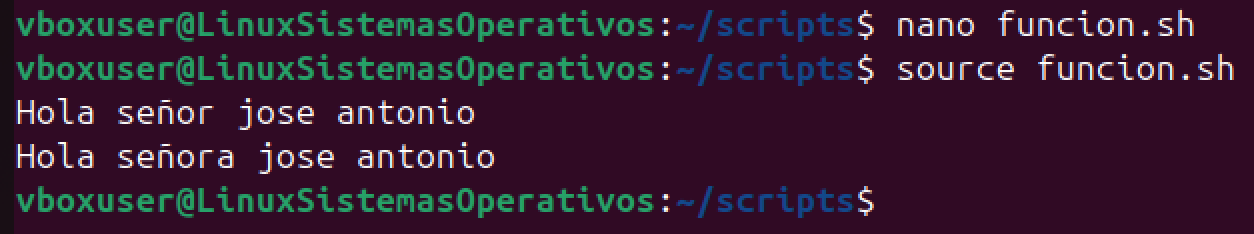 vboxuser@LinuxSistemasOperativos:~/scripts$ nano funcion.sh
vboxuser@LinuxSistemasOperativos:~/scripts$ source funcion.sh
Hola señor jose antonio
Hola señora jose antonio
vboxuser@LinuxSistemasOperativos:~/scripts$